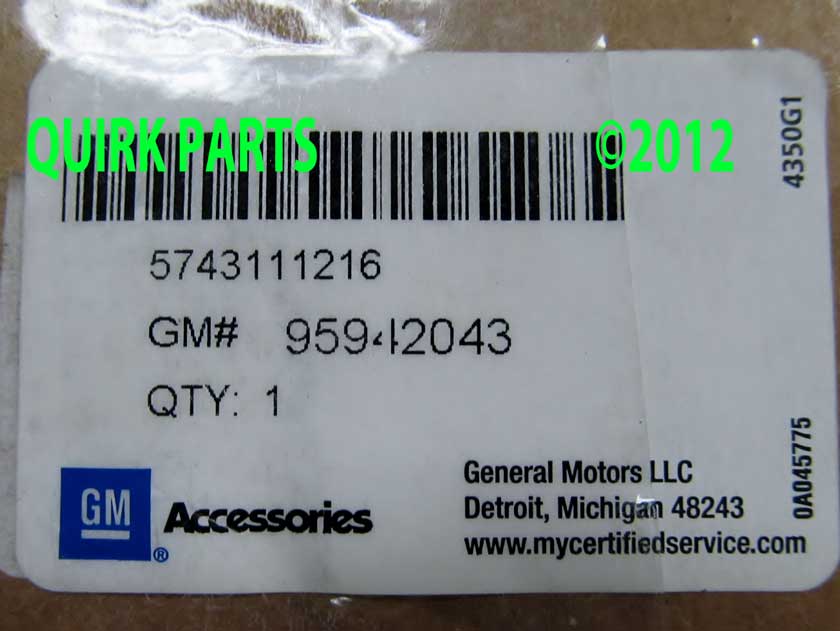 QUIRK PARTS ©2012
5743111216
GM# 95942043
QTY: 1
GM
® Accessories
General Motors LLC
Detroit, Michigan 48243
www.mycertifiedservice.com
4350G1
0A045775